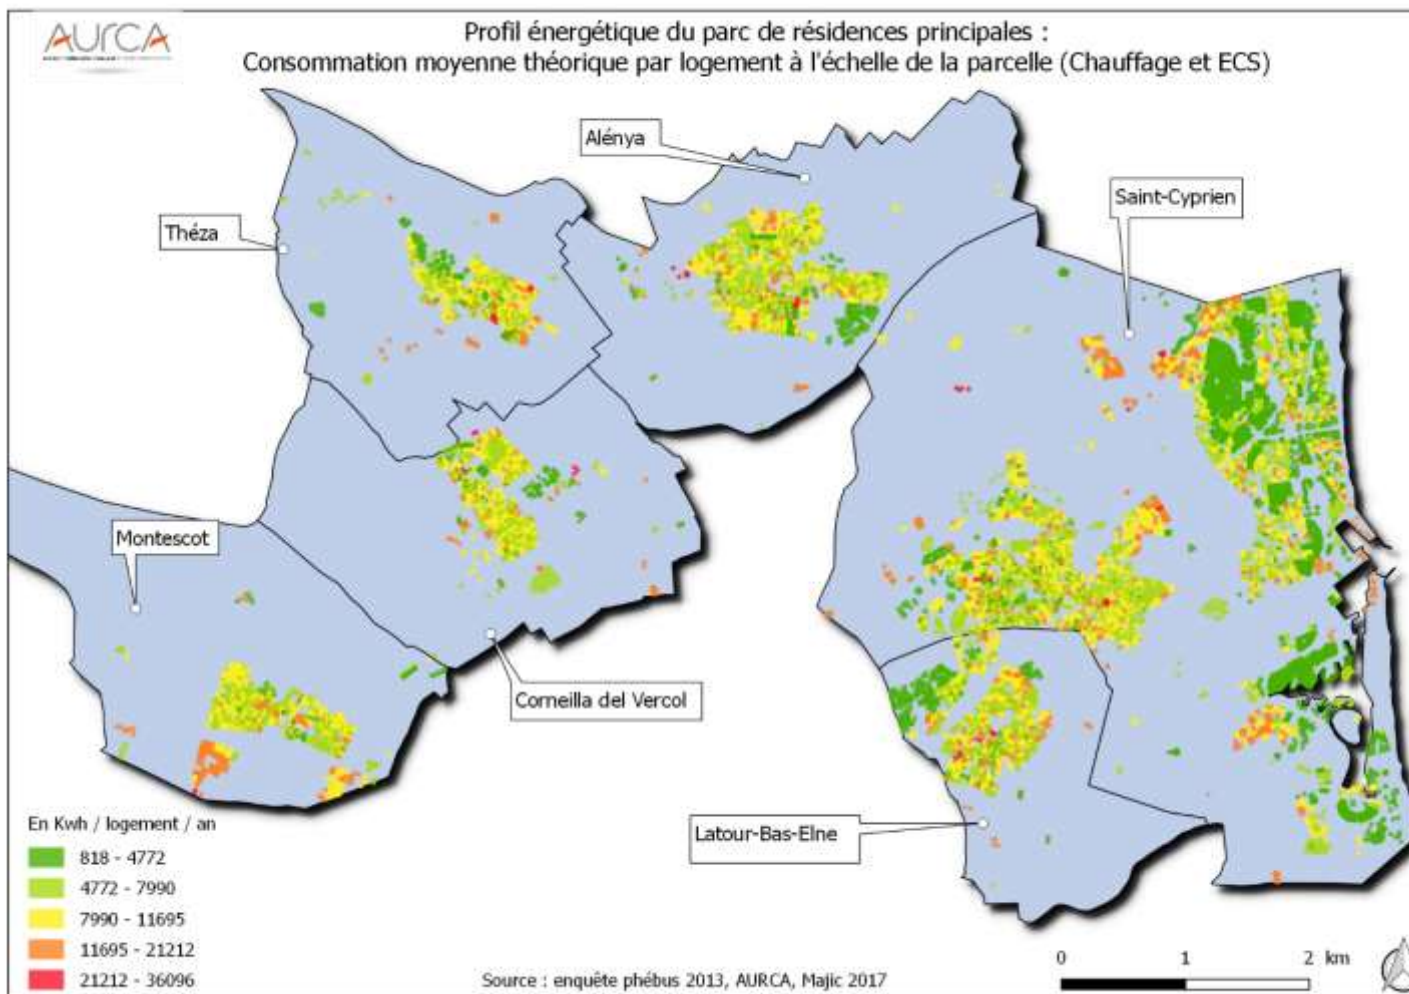 AURCA
Profil énergétique du parc de résidences principales :
Consommation moyenne théorique par logement à l'échelle de la parcelle (Chauffage et ECS)
Alénya
Saint-Cyprien
Théza
Montescot
Corneilla del Vercol
Latour-Bas-Elne
En Kwh / logement / an
818 - 4772
4772 - 7990
7990 - 11695
11695 - 21212
21212 - 36096
Source : enquête phébus 2013, AURCA, Majic 2017
0 1 2 km